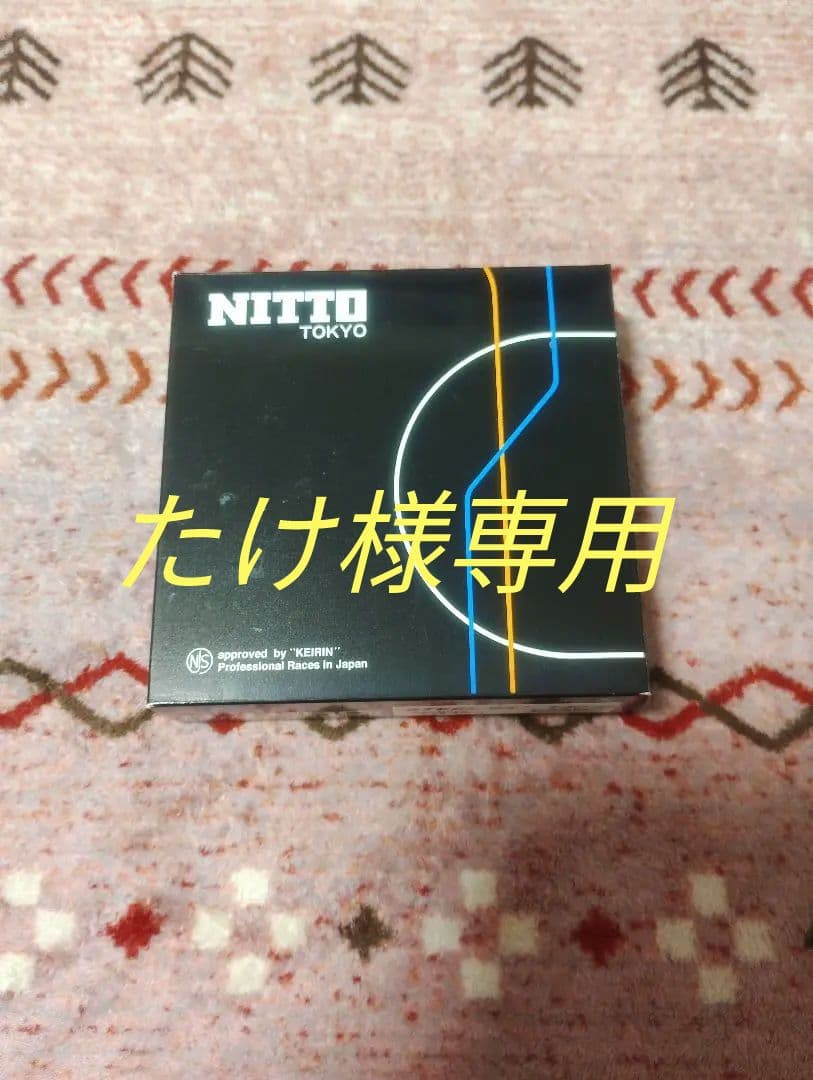 NITTO
TOKYO
たけ様専用
NJS
approved by "KEIRIN"
Professional Races in Japan